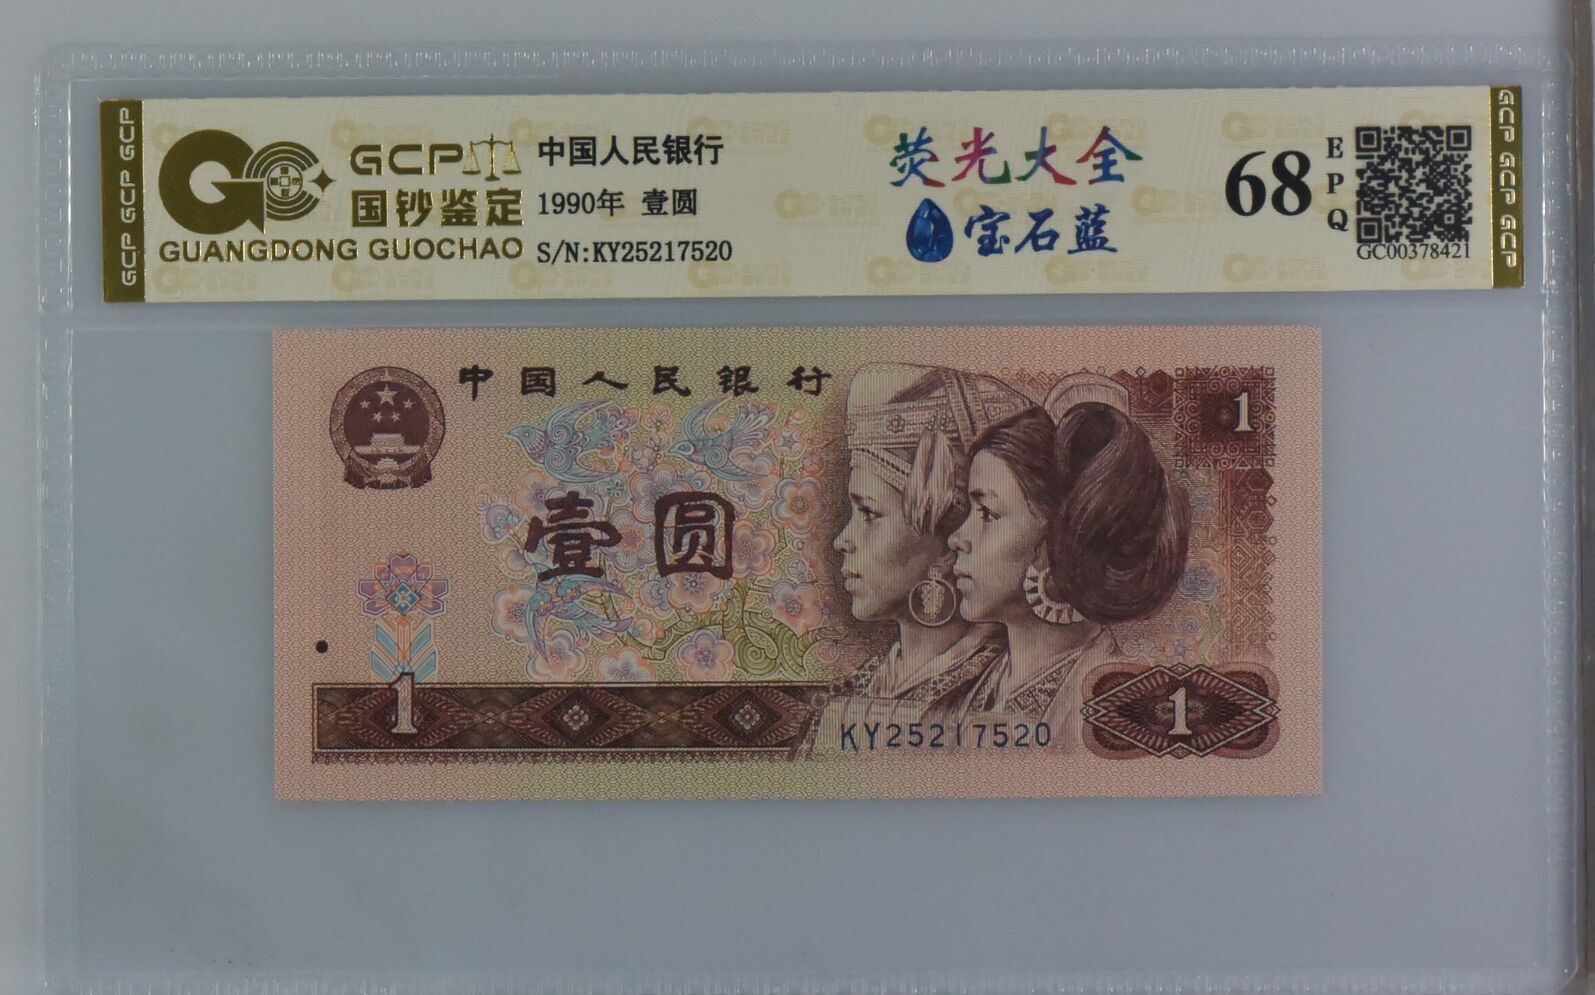 GCP GCP GCP
GCP
国钞鉴定
GUANGDONG GUOCHAO
中国人民银行
1990年 壹圆
S/N:KY25217520
荧光大全
宝石蓝
68
EPQ
GC00378421
GCP GCP GCP
中国人民银行
1
壹圆
1
KY25217520
1